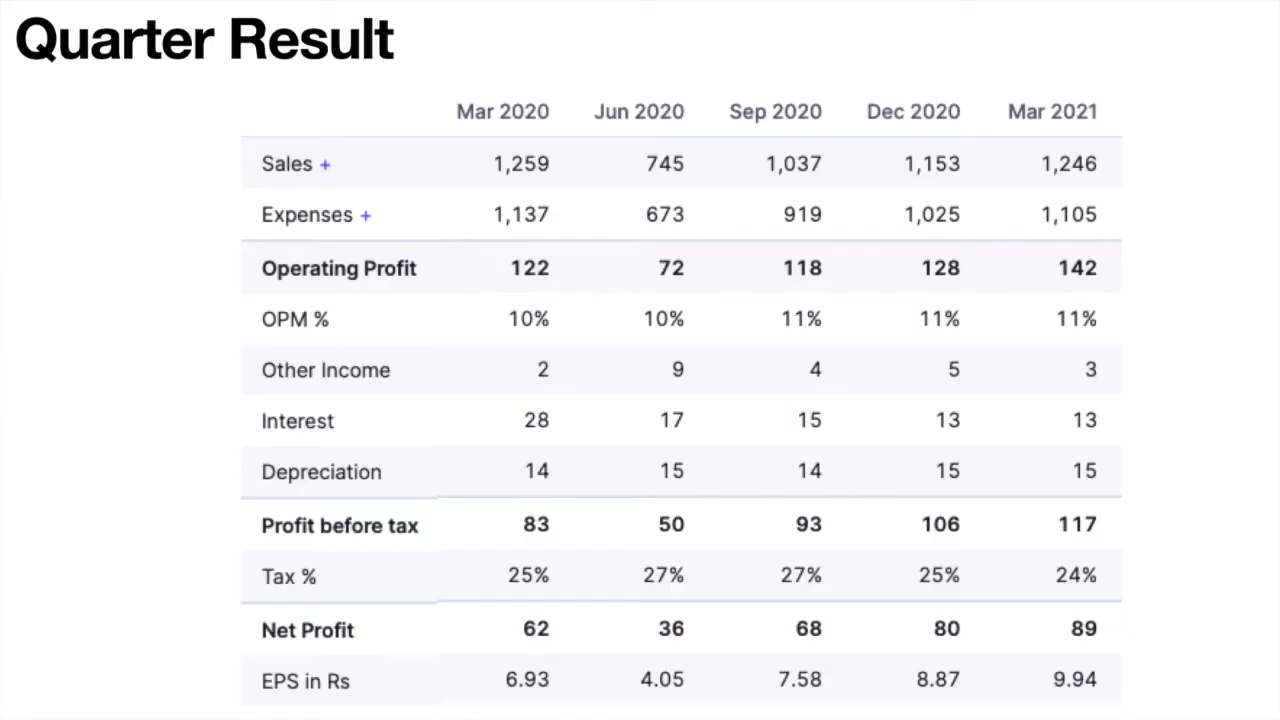 Quarter Result
Mar 2020 Jun 2020 Sep 2020 Dec 2020 Mar 2021
Sales + 1,259 745 1,037 1,153 1,246
Expenses + 1,137 673 919 1,025 1,105
Operating Profit 122 72 118 128 142
OPM % 10% 10% 11% 11% 11%
Other Income 2 9 4 5 3
Interest 28 17 15 13 13
Depreciation 14 15 14 15 15
Profit before tax 83 50 93 106 117
Tax % 25% 27% 27% 25% 24%
Net Profit 62 36 68 80 89
EPS in Rs 6.93 4.05 7.58 8.87 9.94